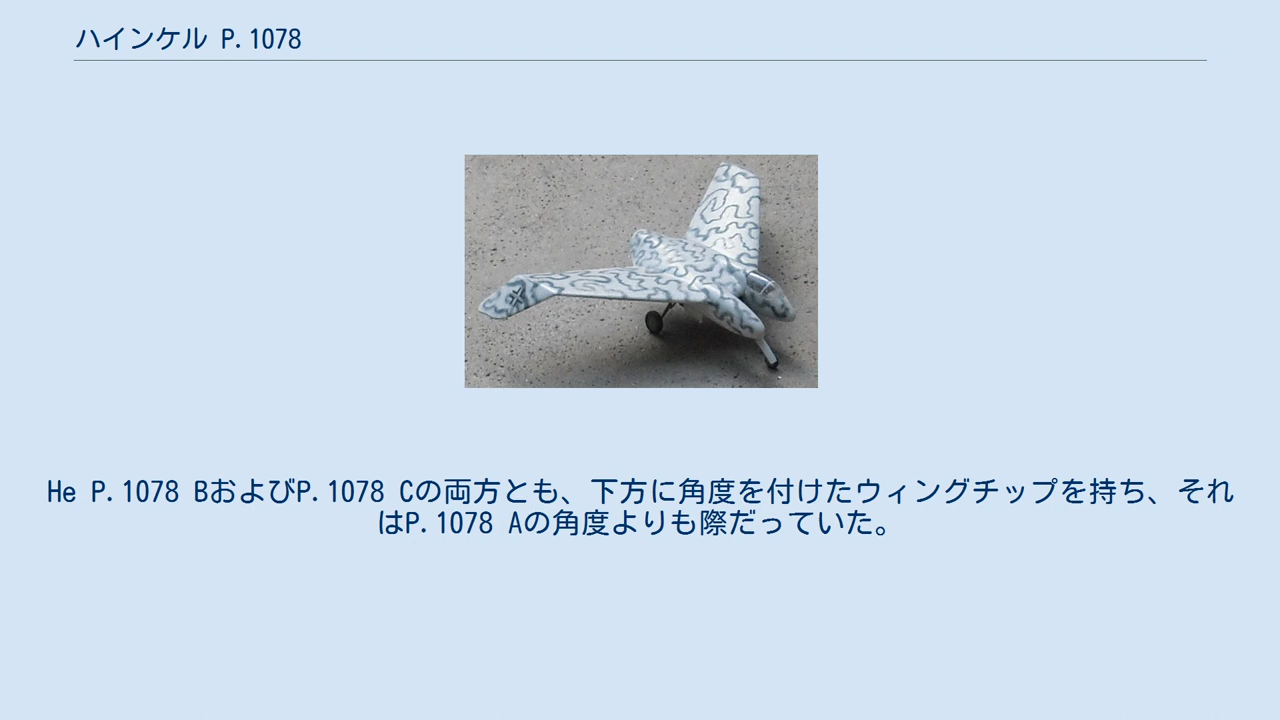 ハインケル P.1078
He P.1078 BおよびP.1078 Cの両方とも、下方に角度を付けたウィングチップを持ち、それ
はP.1078 Aの角度よりも際だっていた。